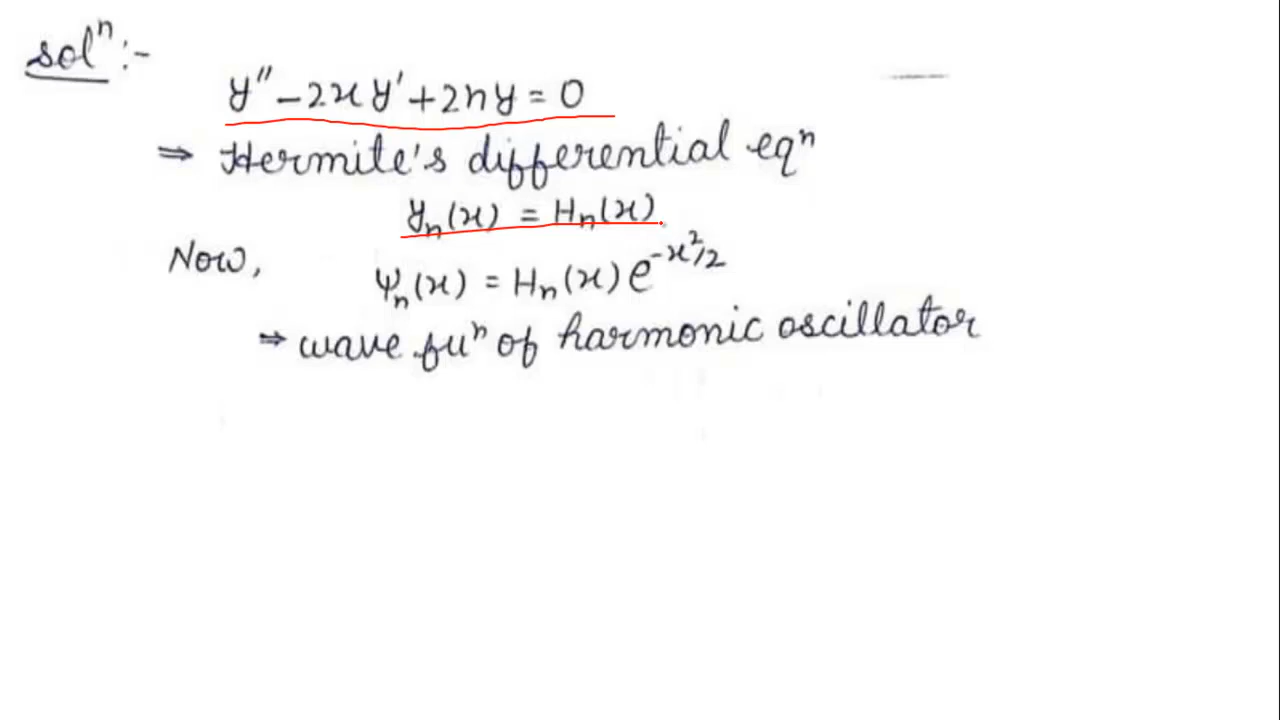 solⁿ :-
y'' - 2xy' + 2ny = 0
⇒ Hermite's differential eqⁿ
yₙ(x) = Hₙ(x)
Now, ψₙ(x) = Hₙ(x) e^{-x²/2}
⇒ wave fuⁿ of harmonic oscillator